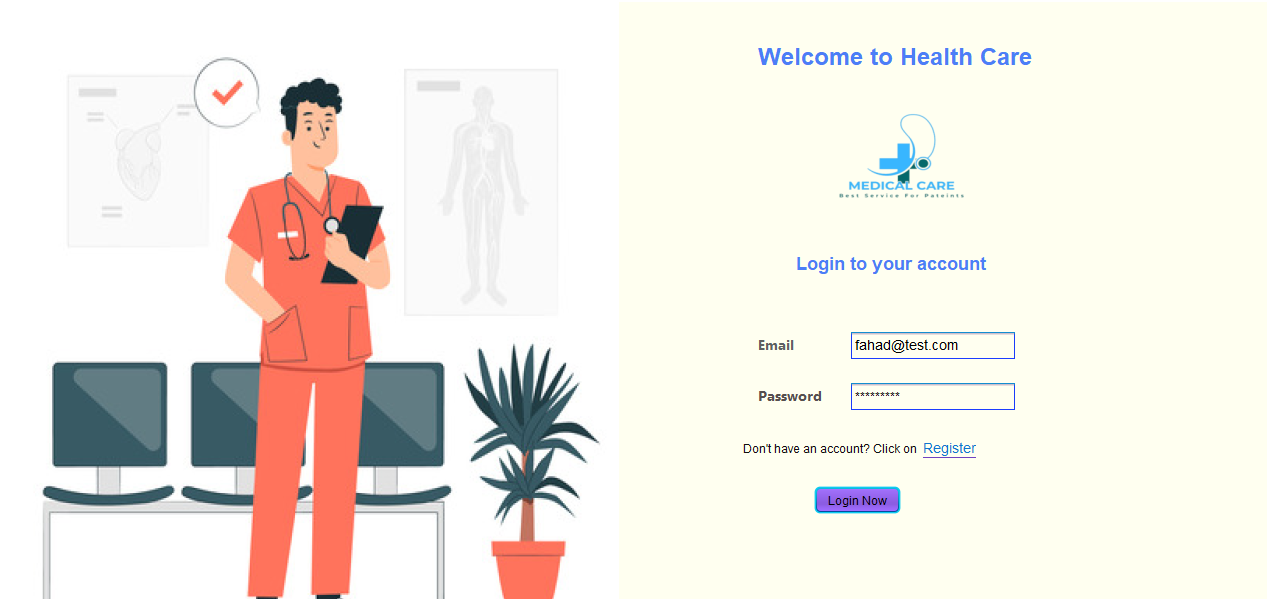 Welcome to Health Care
MEDICAL CARE
Best Service For Pateints
Login to your account
Email fahad@test.com
Password *********
Don't have an account? Click on Register
Login Now